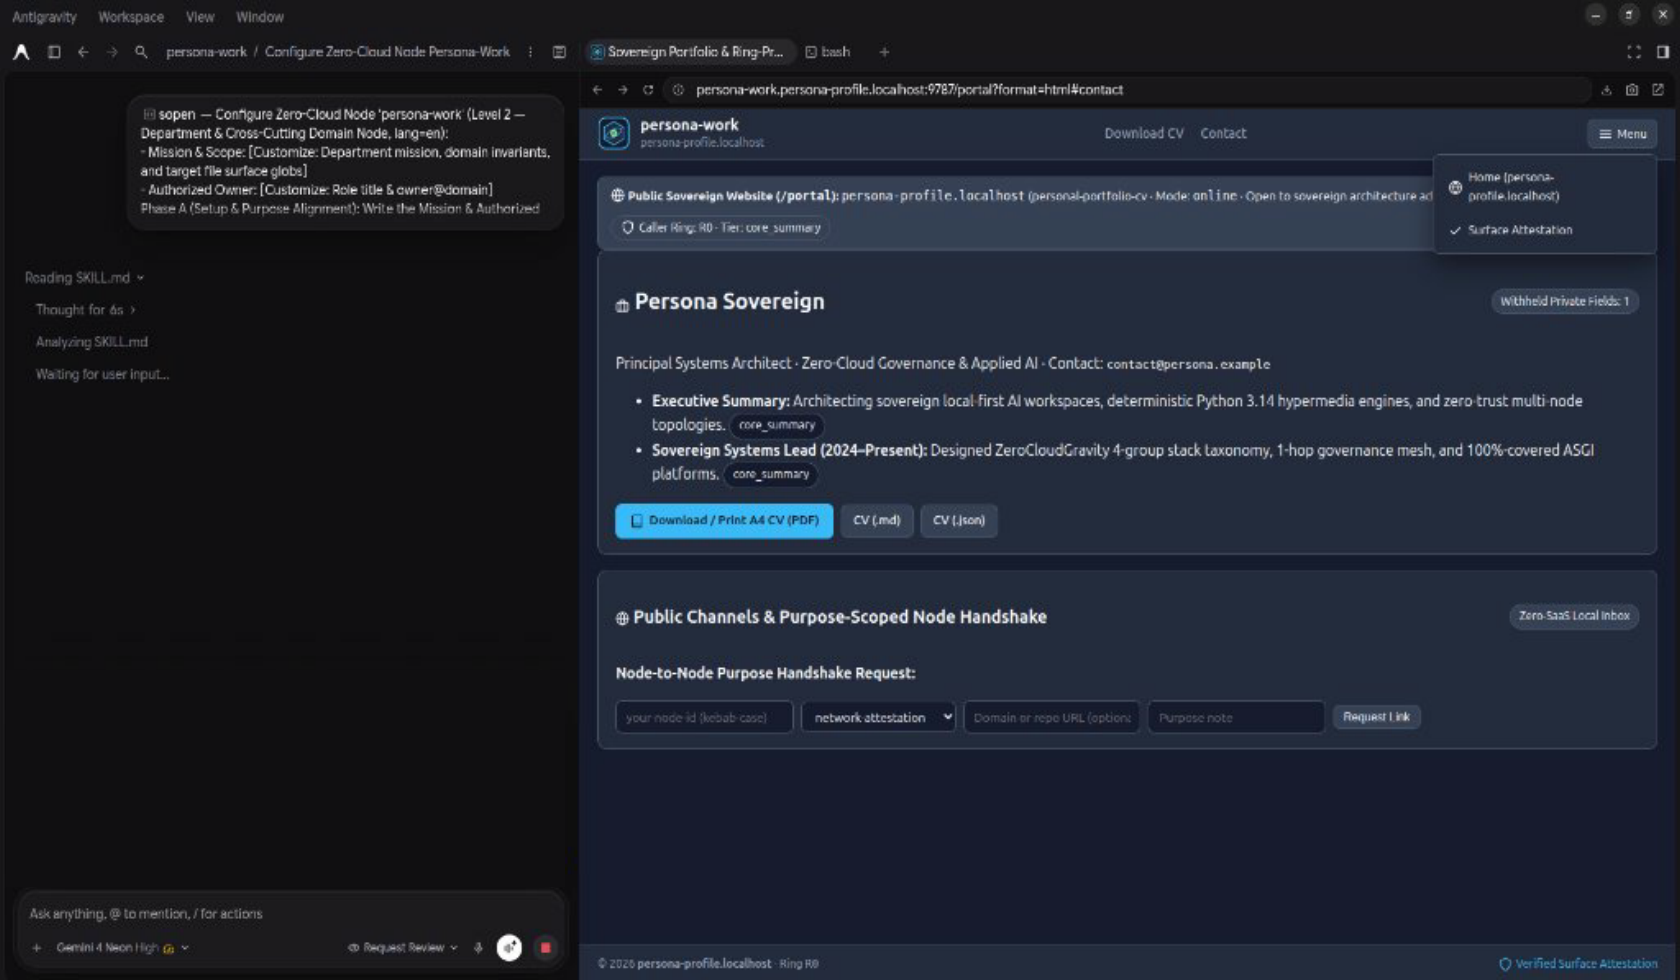 Antigravity Workspace View Window
persona-work / Configure Zero-Cloud Node Persona-Work
sopen — Configure Zero-Cloud Node 'persona-work' (Level 2 —
Department & Cross-Cutting Domain Node, lang=en):
- Mission & Scope: [Customize: Department mission, domain invariants,
and target file surface globs]
- Authorized Owner: [Customize: Role title & owner@domain]
Phase A (Setup & Purpose Alignment): Write the Mission & Authorized
Reading SKILL.md
Thought for 6s
Analyzing SKILL.md
Waiting for user input...
Ask anything, @ to mention, / for actions
Gemini 4 Neon High
Request Review
Sovereign Portfolio & Ring-Pr...
bash
persona-work.persona-profile.localhost:9787/portal?format=html#contact
persona-work
persona-profile.localhost
Download CV Contact
Menu
Home (persona-
profile.localhost)
Surface Attestation
Public Sovereign Website (/portal): persona-profile.localhost (personal-portfolio-cv · Mode: online · Open to sovereign architecture ad
Caller Ring: R0 · Tier: core_summary
Persona Sovereign
Withheld Private Fields: 1
Principal Systems Architect · Zero-Cloud Governance & Applied AI · Contact: contact@persona.example
• Executive Summary: Architecting sovereign local-first AI workspaces, deterministic Python 3.14 hypermedia engines, and zero-trust multi-node
topologies. core_summary
• Sovereign Systems Lead (2024–Present): Designed ZeroCloudGravity 4-group stack taxonomy, 1-hop governance mesh, and 100%-covered ASGI
platforms. core_summary
Download / Print A4 CV (PDF)
CV (.md)
CV (.json)
Public Channels & Purpose-Scoped Node Handshake
Zero-SaaS Local Inbox
Node-to-Node Purpose Handshake Request:
your node-id (kebab-case)
network attestation
Domain or repo URL (optiona
Purpose note
Request Link
© 2026 persona-profile.localhost · Ring R0
Verified Surface Attestation